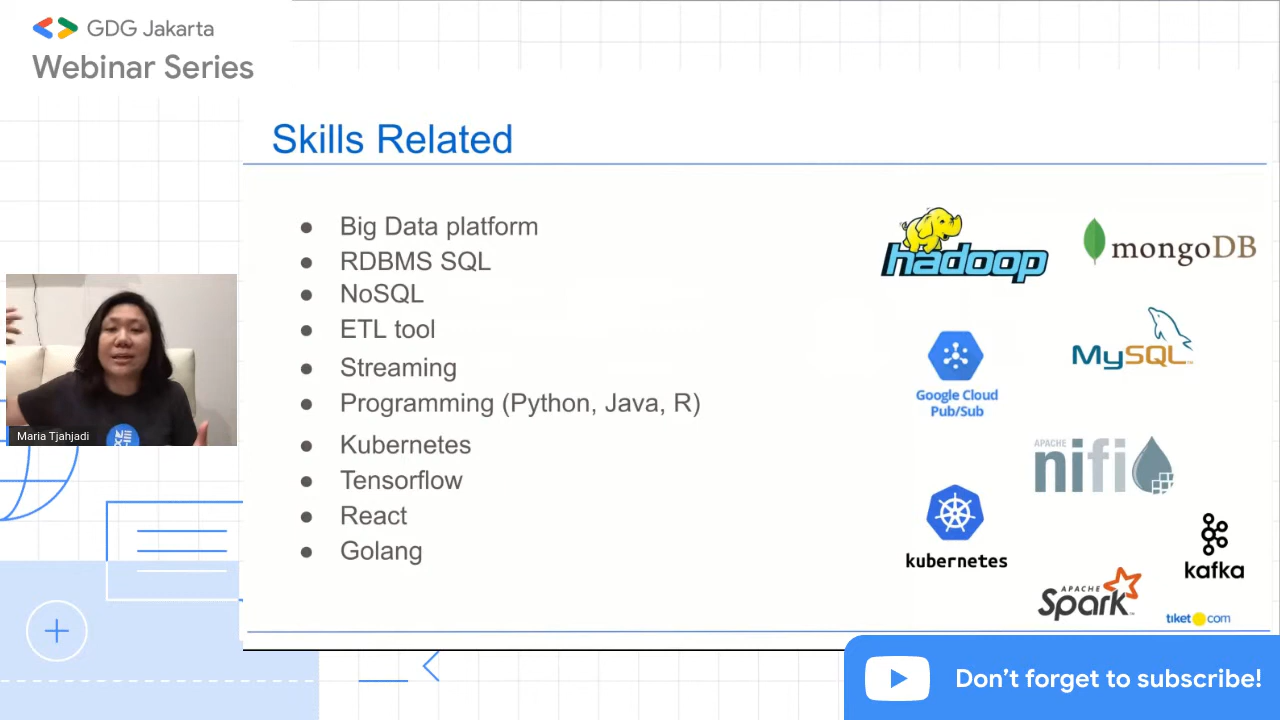 GDG Jakarta
Webinar Series
Skills Related
● Big Data platform
● RDBMS SQL
● NoSQL
● ETL tool
● Streaming
● Programming (Python, Java, R)
● Kubernetes
● Tensorflow
● React
● Golang
hadoop
mongoDB
MySQL™
Google Cloud
Pub/Sub
APACHE
nifi
kubernetes
kafka
APACHE
Spark™
tiket com
Maria Tjahjadi
Don't forget to subscribe!